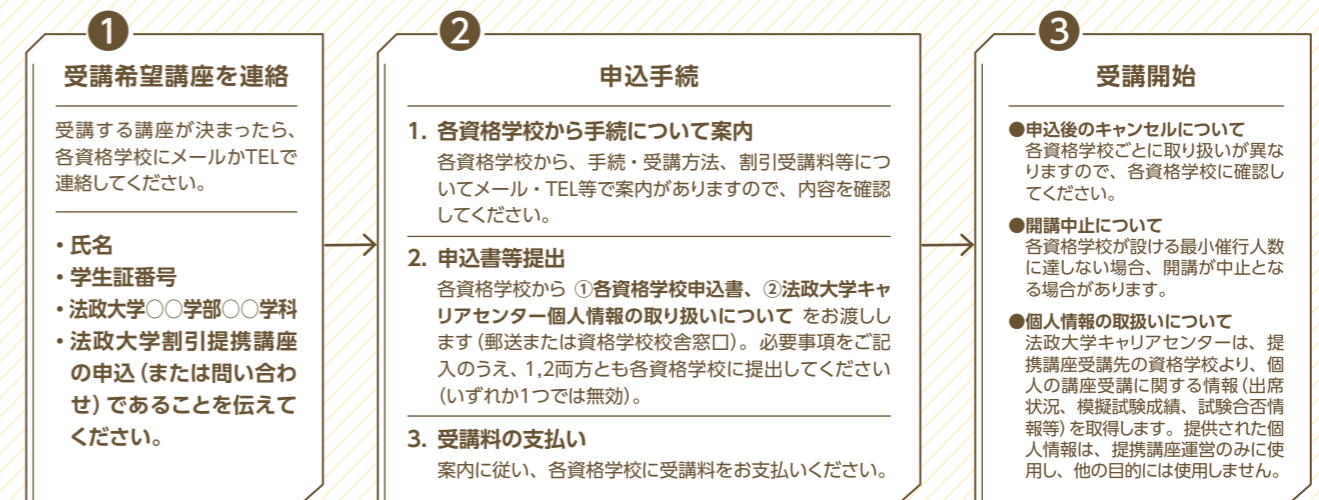 1
受講希望講座を連絡
受講する講座が決まったら、
各資格学校にメールかTELで
連絡してください。
・氏名
・学生証番号
・法政大学○○学部○○学科
・法政大学割引提携講座
の申込(または問い合わ
せ)であることを伝えて
ください。
2
申込手続
1. 各資格学校から手続について案内
各資格学校から、手続・受講方法、割引受講料等につ
いてメール・TEL等で案内がありますので、内容を確認
してください。
2. 申込書等提出
各資格学校から ①各資格学校申込書、②法政大学キャ
リアセンター個人情報の取り扱いについて をお渡しし
ます(郵送または資格学校校舎窓口)。必要事項をご記
入のうえ、1,2両方とも各資格学校に提出してください
(いずれか1つでは無効)。
3. 受講料の支払い
案内に従い、各資格学校に受講料をお支払いください。
3
受講開始
●申込後のキャンセルについて
各資格学校ごとに取り扱いが異な
りますので、各資格学校に確認し
てください。
●開講中止について
各資格学校が設ける最小催行人数
に達しない場合、開講が中止とな
る場合があります。
●個人情報の取扱いについて
法政大学キャリアセンターは、提
携講座受講先の資格学校より、個
人の講座受講に関する情報(出席
状況、模擬試験成績、試験合否情
報等)を取得します。提供された個
人情報は、提携講座運営のみに使
用し、他の目的には使用しません。